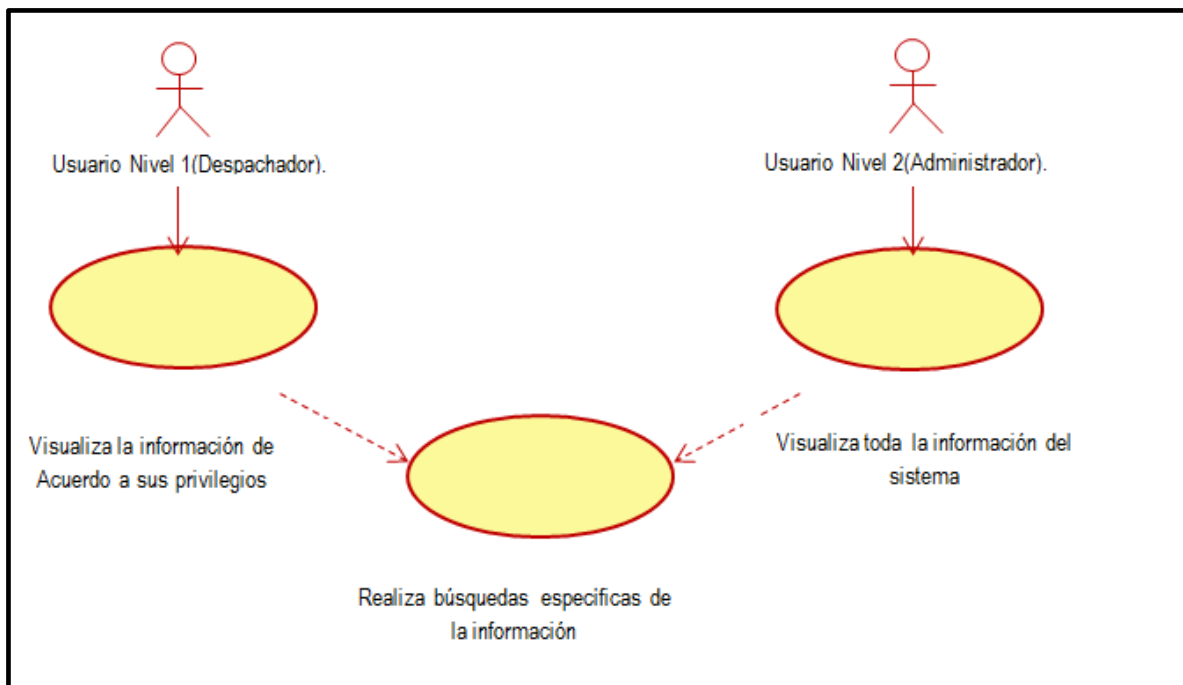 Usuario Nivel 1(Despachador).
Usuario Nivel 2(Administrador).
Visualiza la información de
Acuerdo a sus privilegios
Visualiza toda la información del
sistema
Realiza búsquedas especificas de
la información